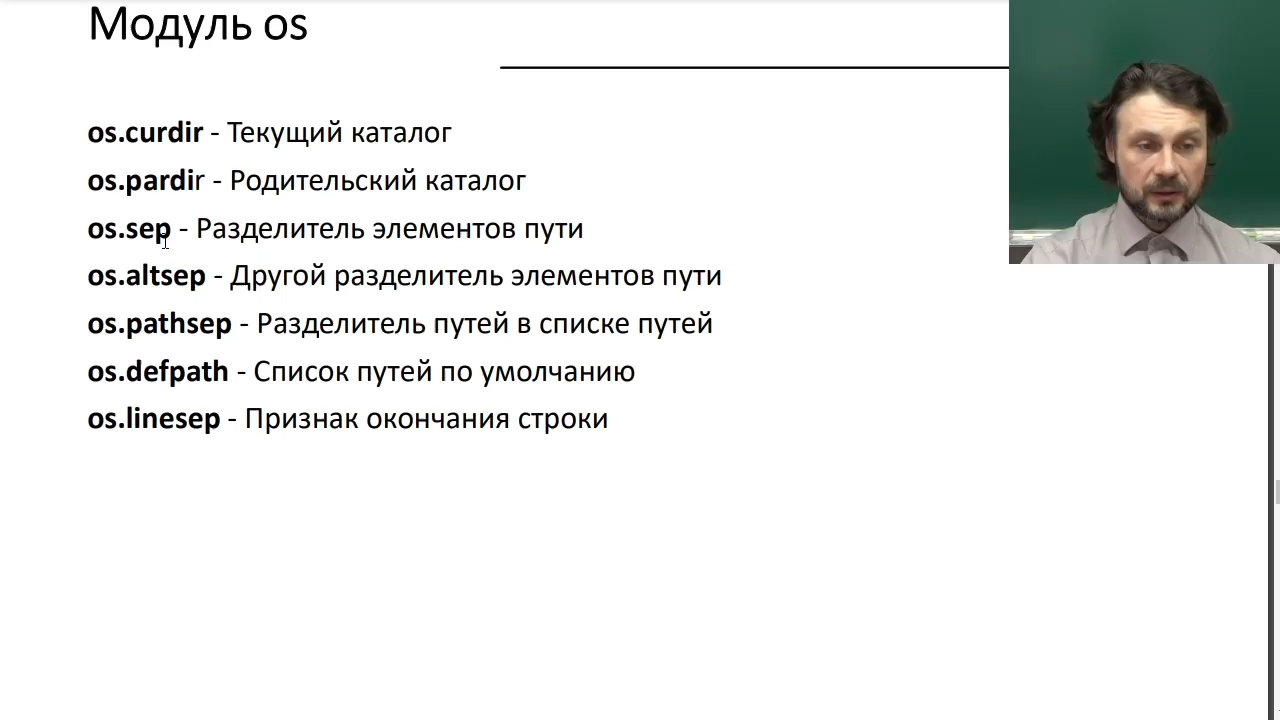 Модуль os
os.curdir - Текущий каталог
os.pardir - Родительский каталог
os.sep - Разделитель элементов пути
os.altsep - Другой разделитель элементов пути
os.pathsep - Разделитель путей в списке путей
os.defpath - Список путей по умолчанию
os.linesep - Признак окончания строки